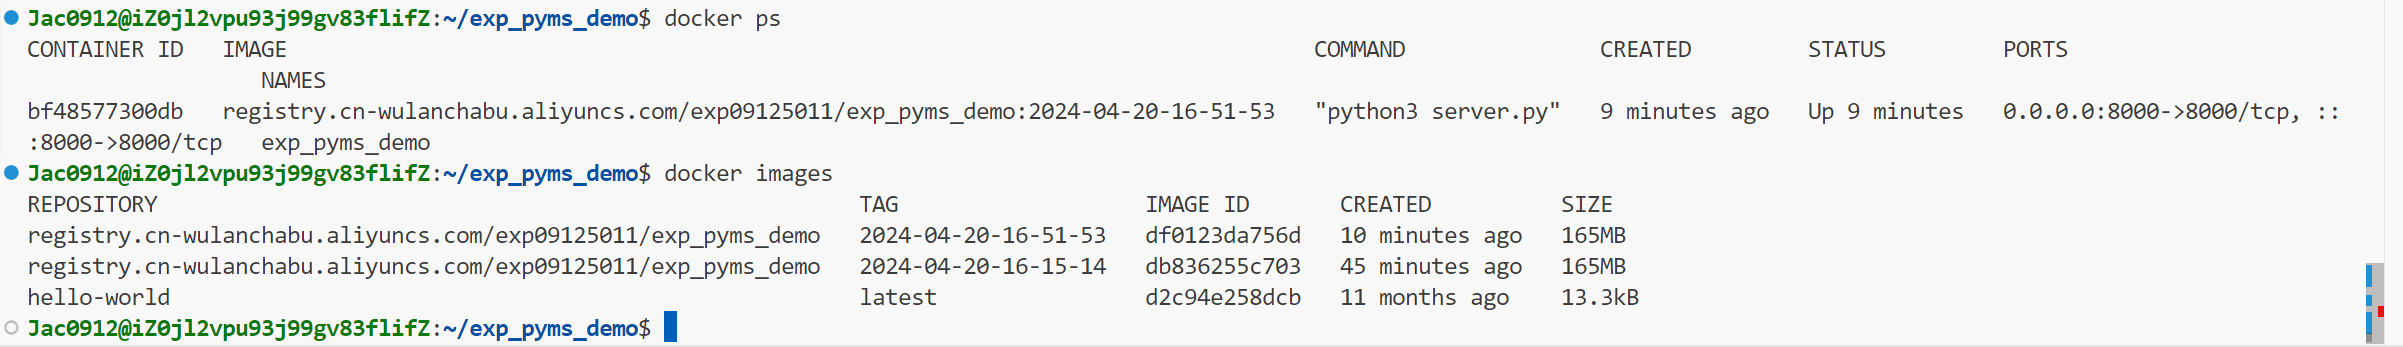 Jac0912@iZ0jl2vpu93j99gv83flifZ:~/exp_pyms_demo$ docker ps
CONTAINER ID   IMAGE                                                                               COMMAND               CREATED         STATUS         PORTS
                  NAMES
bf48577300db   registry.cn-wulanchabu.aliyuncs.com/exp09125011/exp_pyms_demo:2024-04-20-16-51-53   "python3 server.py"   9 minutes ago   Up 9 minutes   0.0.0.0:8000->8000/tcp, ::
:8000->8000/tcp   exp_pyms_demo
Jac0912@iZ0jl2vpu93j99gv83flifZ:~/exp_pyms_demo$ docker images
REPOSITORY                                                      TAG                   IMAGE ID       CREATED          SIZE
registry.cn-wulanchabu.aliyuncs.com/exp09125011/exp_pyms_demo   2024-04-20-16-51-53   df0123da756d   10 minutes ago   165MB
registry.cn-wulanchabu.aliyuncs.com/exp09125011/exp_pyms_demo   2024-04-20-16-15-14   db836255c703   45 minutes ago   165MB
hello-world                                                     latest                d2c94e258dcb   11 months ago    13.3kB
Jac0912@iZ0jl2vpu93j99gv83flifZ:~/exp_pyms_demo$